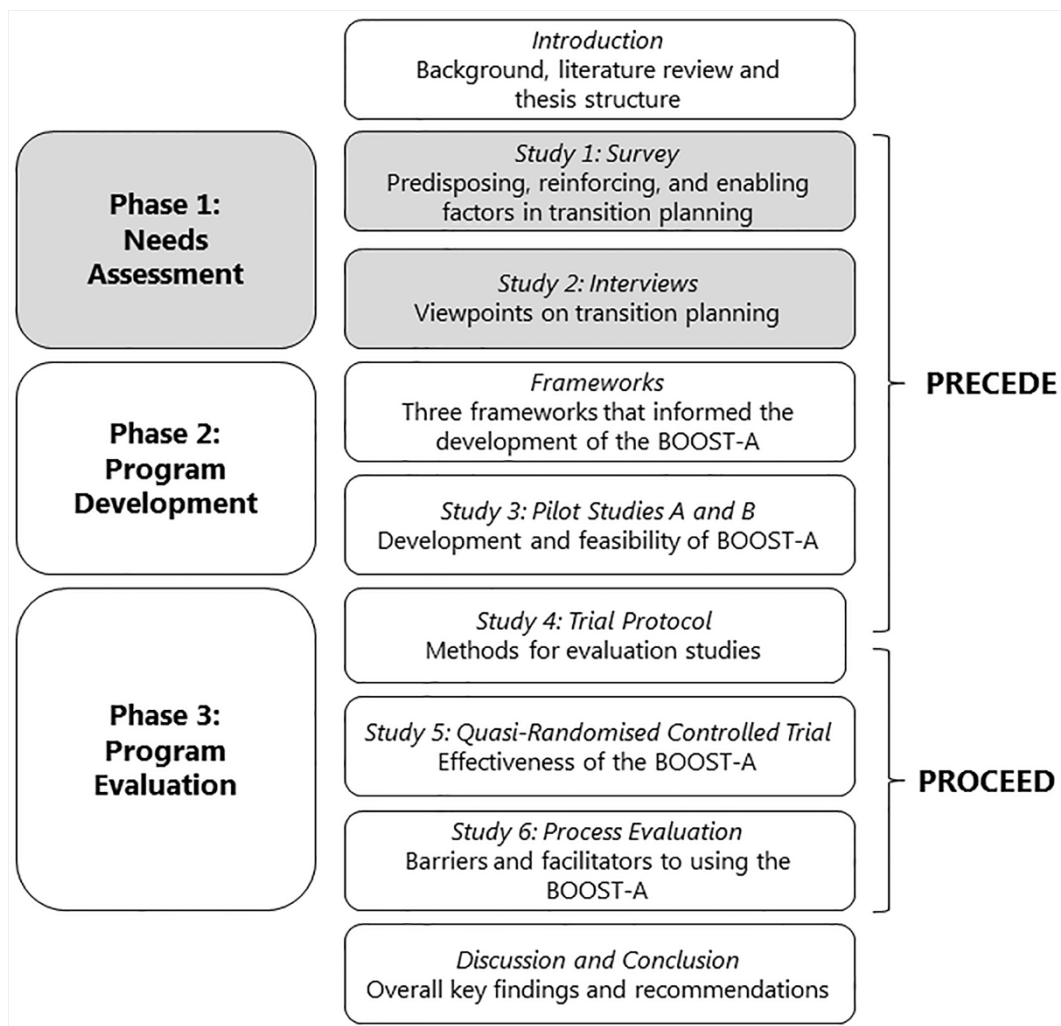 Introduction
Background, literature review and
thesis structure
Phase 1:
Needs
Assessment
Study 1: Survey
Predisposing, reinforcing, and enabling
factors in transition planning
Study 2: Interviews
Viewpoints on transition planning
PRECEDE
Phase 2:
Program
Development
Frameworks
Three frameworks that informed the
development of the BOOST-A
Study 3: Pilot Studies A and B
Development and feasibility of BOOST-A
Phase 3:
Program
Evaluation
Study 4: Trial Protocol
Methods for evaluation studies
Study 5: Quasi-Randomised Controlled Trial
Effectiveness of the BOOST-A
PROCEED
Study 6: Process Evaluation
Barriers and facilitators to using the
BOOST-A
Discussion and Conclusion
Overall key findings and recommendations